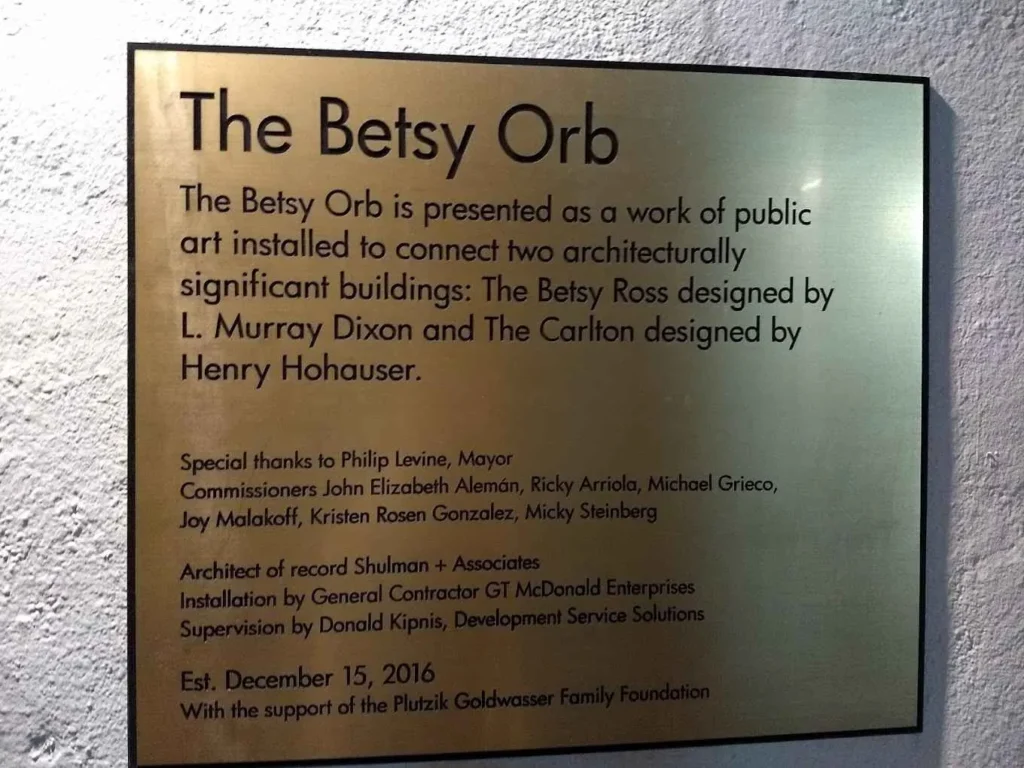 The Betsy Orb
The Betsy Orb is presented as a work of public
art installed to connect two architecturally
significant buildings: The Betsy Ross designed by
L. Murray Dixon and The Carlton designed by
Henry Hohauser.
Special thanks to Philip Levine, Mayor
Commissioners John Elizabeth Alemán, Ricky Arriola, Michael Grieco,
Joy Malakoff, Kristen Rosen Gonzalez, Micky Steinberg
Architect of record Shulman + Associates
Installation by General Contractor GT McDonald Enterprises
Supervision by Donald Kipnis, Development Service Solutions
Est. December 15, 2016
With the support of the Plutzik Goldwasser Family Foundation